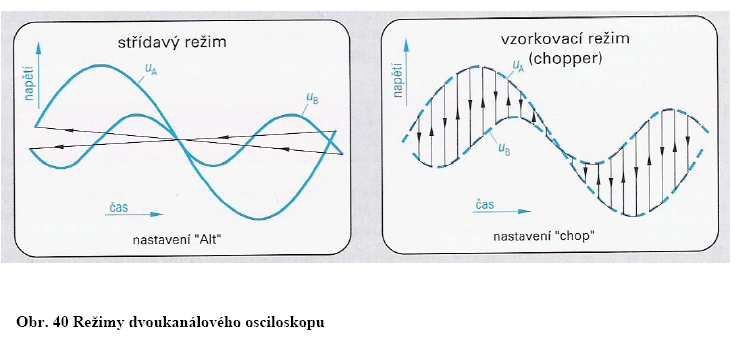 střídavý režim
napětí
uA
uB
čas
nastavení "Alt"
vzorkovací režim
(chopper)
napětí
uA
uB
čas
nastavení "chop"
Obr. 40 Režimy dvoukanálového osciloskopu